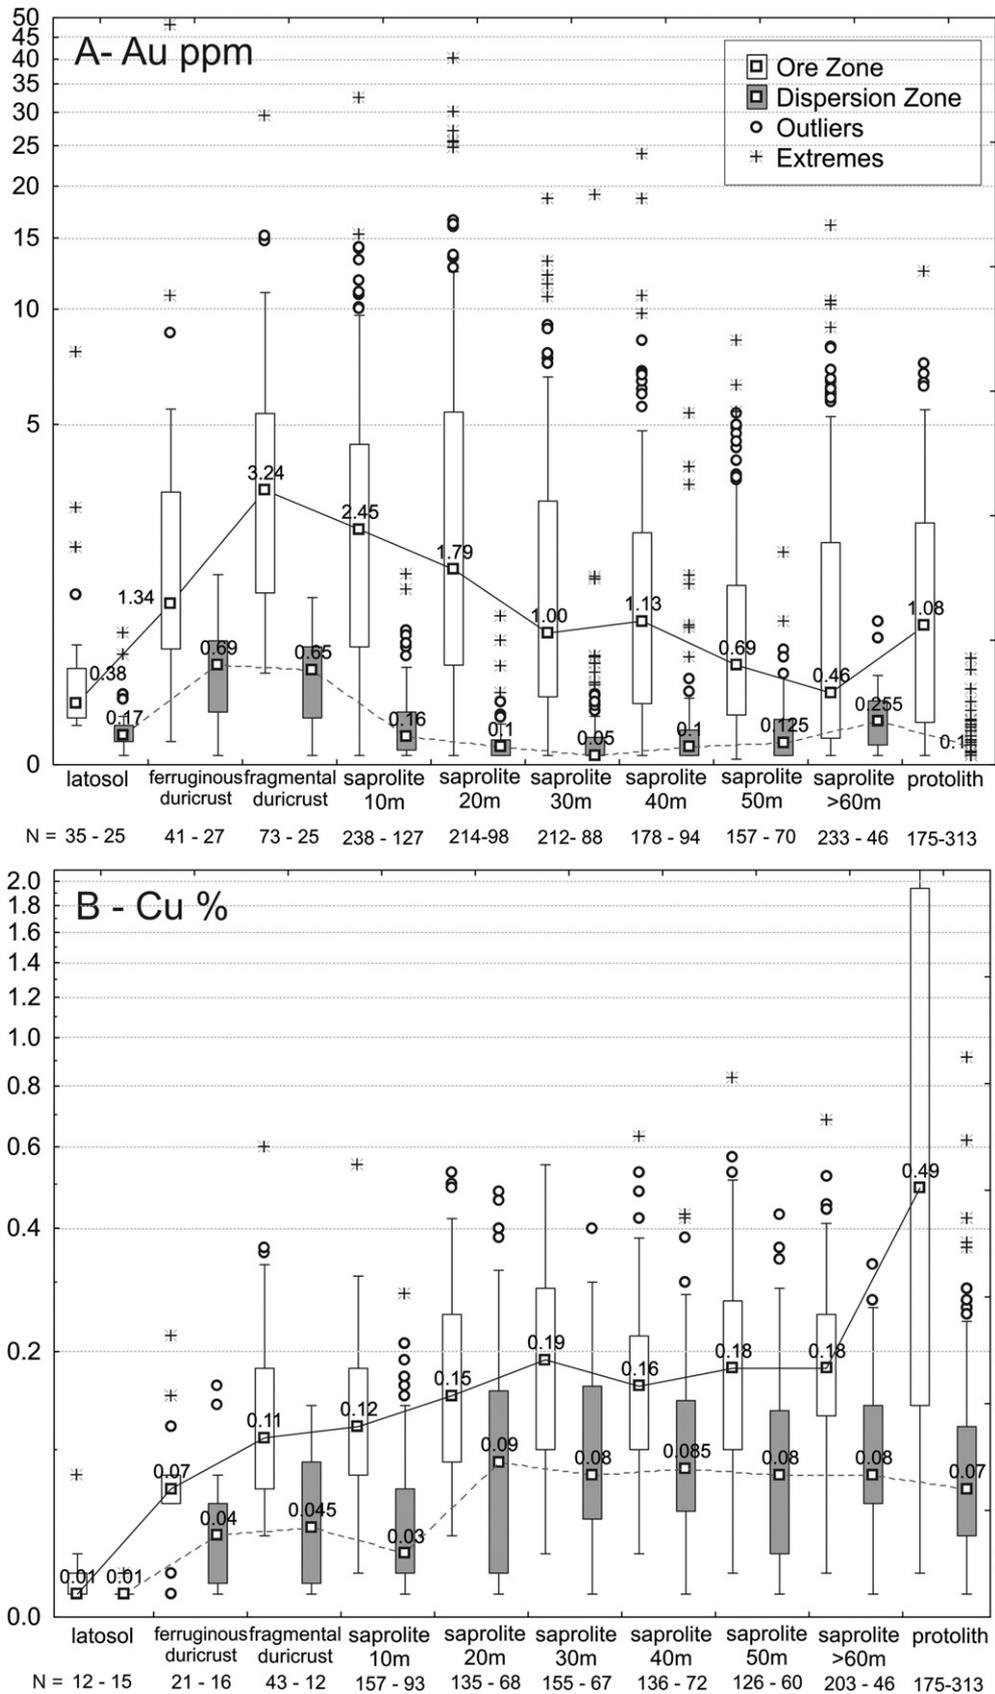 A- Au ppm
Ore Zone
Dispersion Zone
Outliers
Extremes
50
45
40
35
30
25
20
15
10
5
0
0.38
1.34
3.24
2.45
1.79
1.00
1.13
0.69
0.46
1.08
0.17
0.69
0.65
0.16
0.1
0.05
0.1
0.125
0.255
0.1
latosol
ferruginous duricrust
fragmental duricrust
saprolite 10m
saprolite 20m
saprolite 30m
saprolite 40m
saprolite 50m
saprolite >60m
protolith
N = 35 - 25 41 - 27 73 - 25 238 - 127 214-98 212- 88 178 - 94 157 - 70 233 - 46 175-313
B - Cu %
2.0
1.8
1.6
1.4
1.2
1.0
0.8
0.6
0.4
0.2
0.0
0.01
0.07
0.11
0.12
0.15
0.19
0.16
0.18
0.18
0.49
0.01
0.04
0.045
0.03
0.09
0.08
0.085
0.08
0.08
0.07
latosol
ferruginous duricrust
fragmental duricrust
saprolite 10m
saprolite 20m
saprolite 30m
saprolite 40m
saprolite 50m
saprolite >60m
protolith
N = 12 - 15 21 - 16 43 - 12 157 - 93 135 - 68 155 - 67 136 - 72 126 - 60 203 - 46 175-313